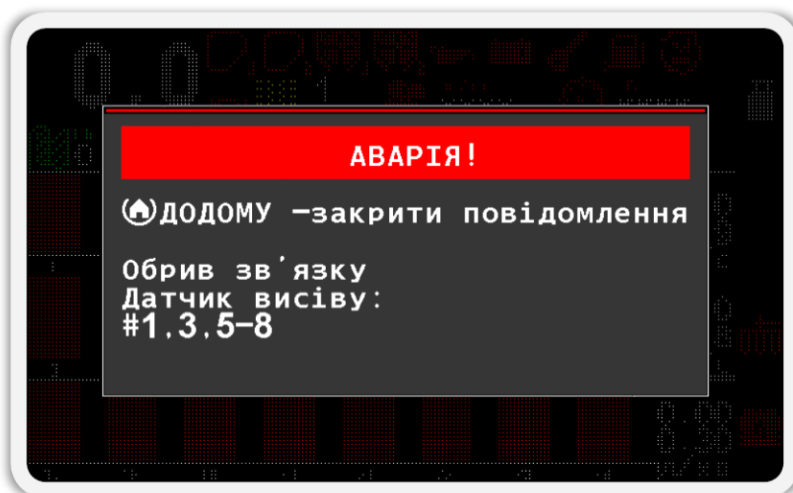 АВАРІЯ!
ДОДОМУ –закрити повідомлення
Обрив зв'язку
Датчик висіву:
#1,3,5-8